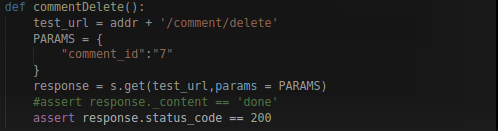 def commentDelete():
    test_url = addr + '/comment/delete'
    PARAMS = {
        "comment_id":"7"
    }
    response = s.get(test_url,params = PARAMS)
    #assert response._content == 'done'
    assert response.status_code == 200